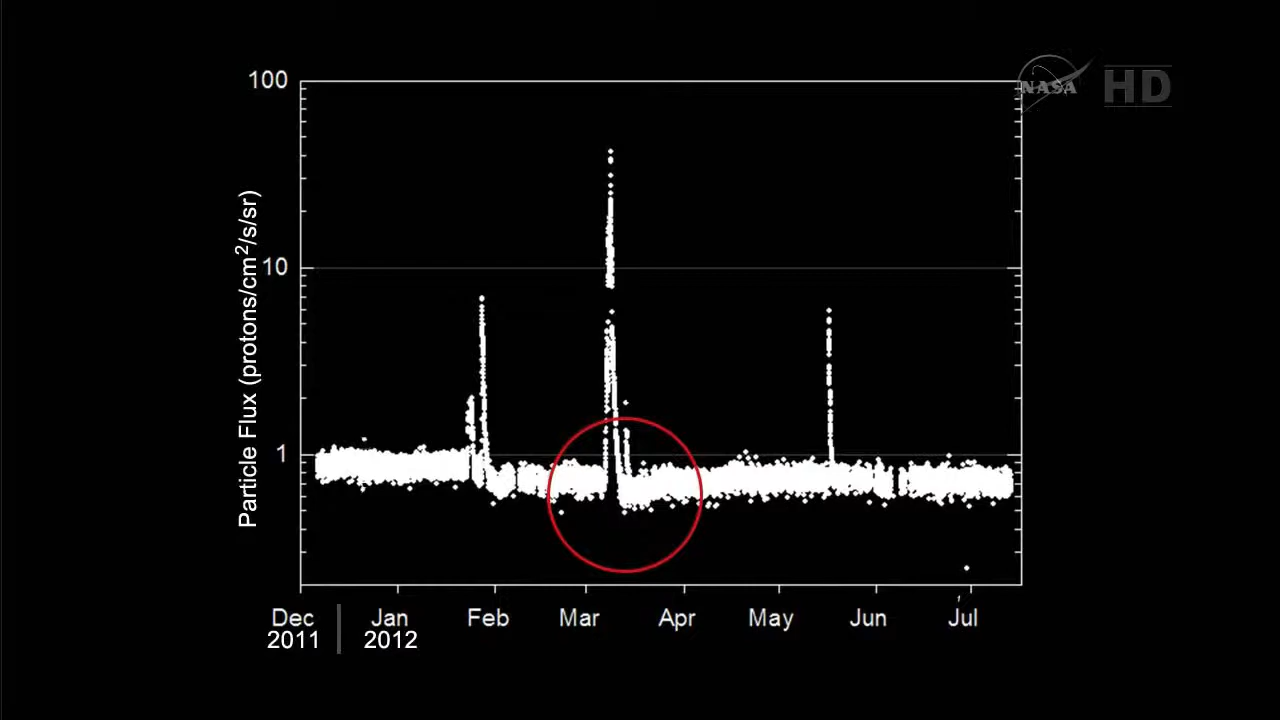 NASA HD
100
10
1
Particle Flux (protons/cm²/s/sr)
Dec Jan Feb Mar Apr May Jun Jul
2011 2012